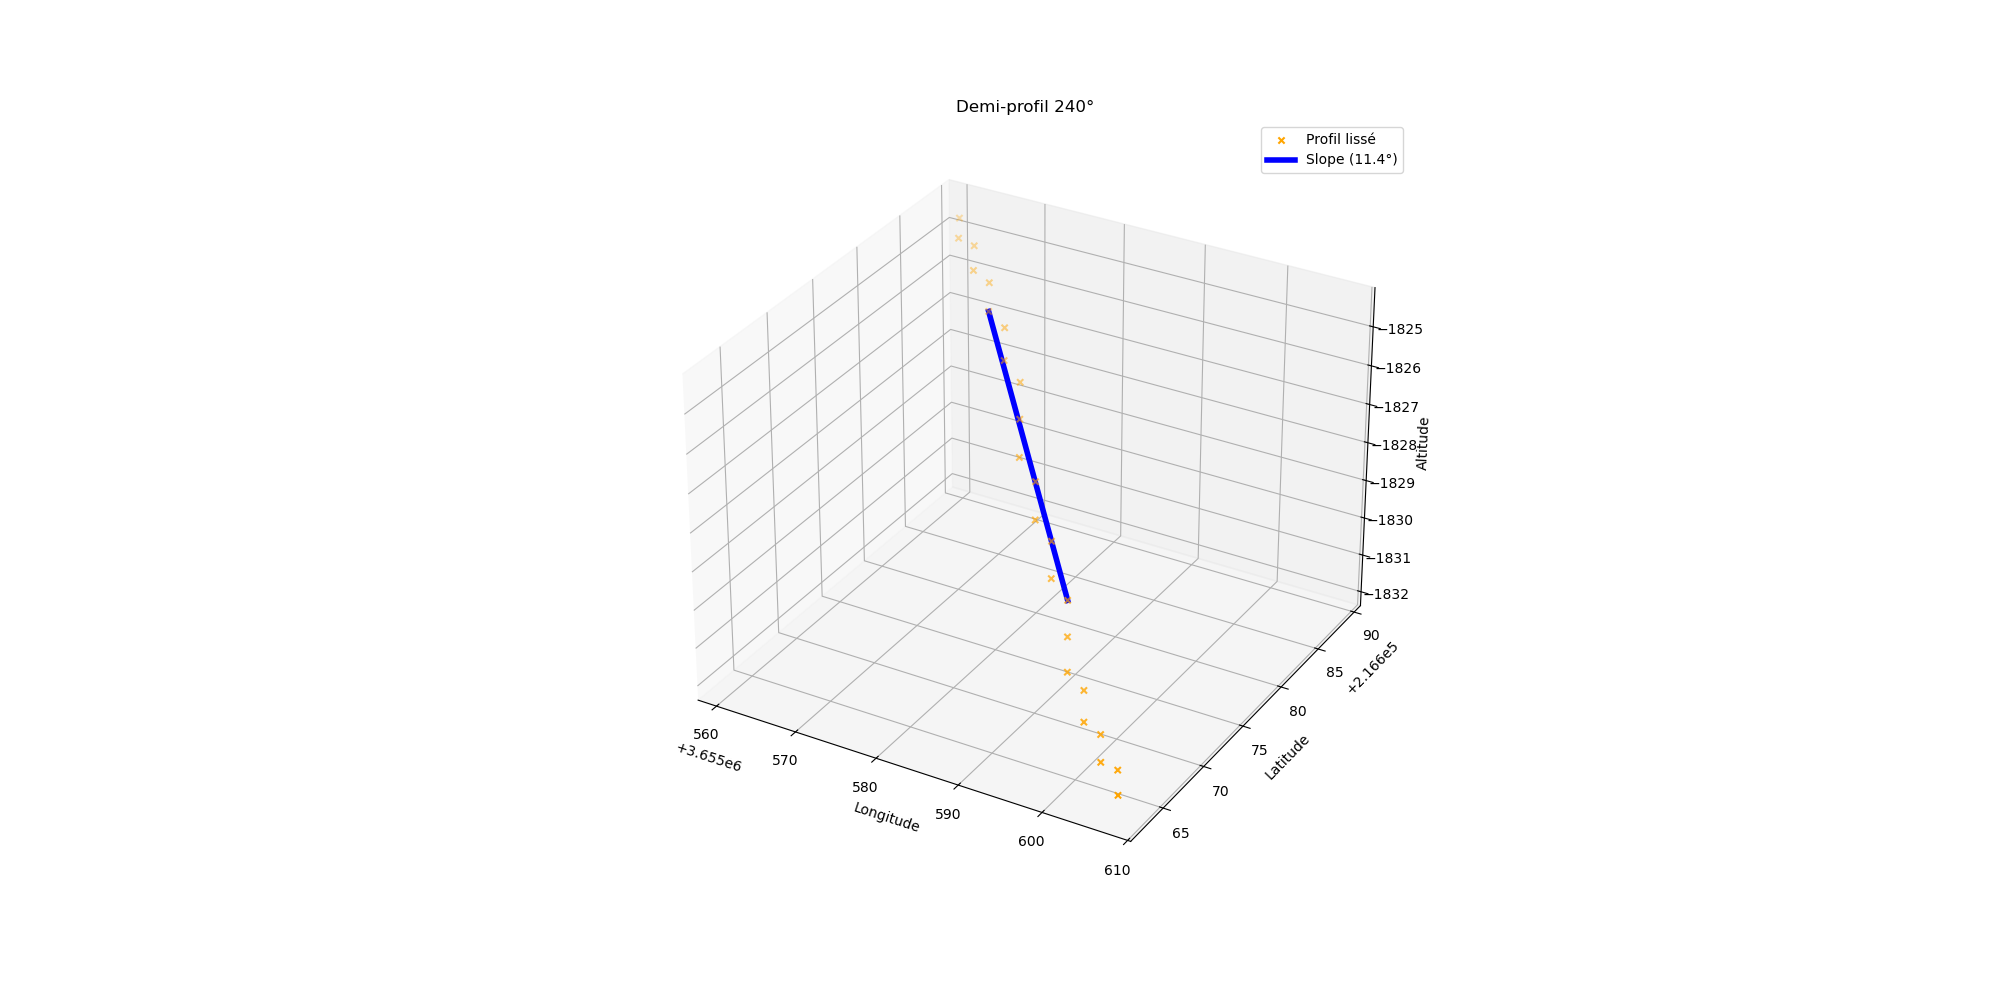 Demi-profil 240°
Profil lissé
Slope (11.4°)
−1825
−1826
−1827
−1828
−1829
−1830
−1831
−1832
Altitude
90
85
80
75
70
65
+2.166e5
Latitude
560
570
580
590
600
610
+3.655e6
Longitude